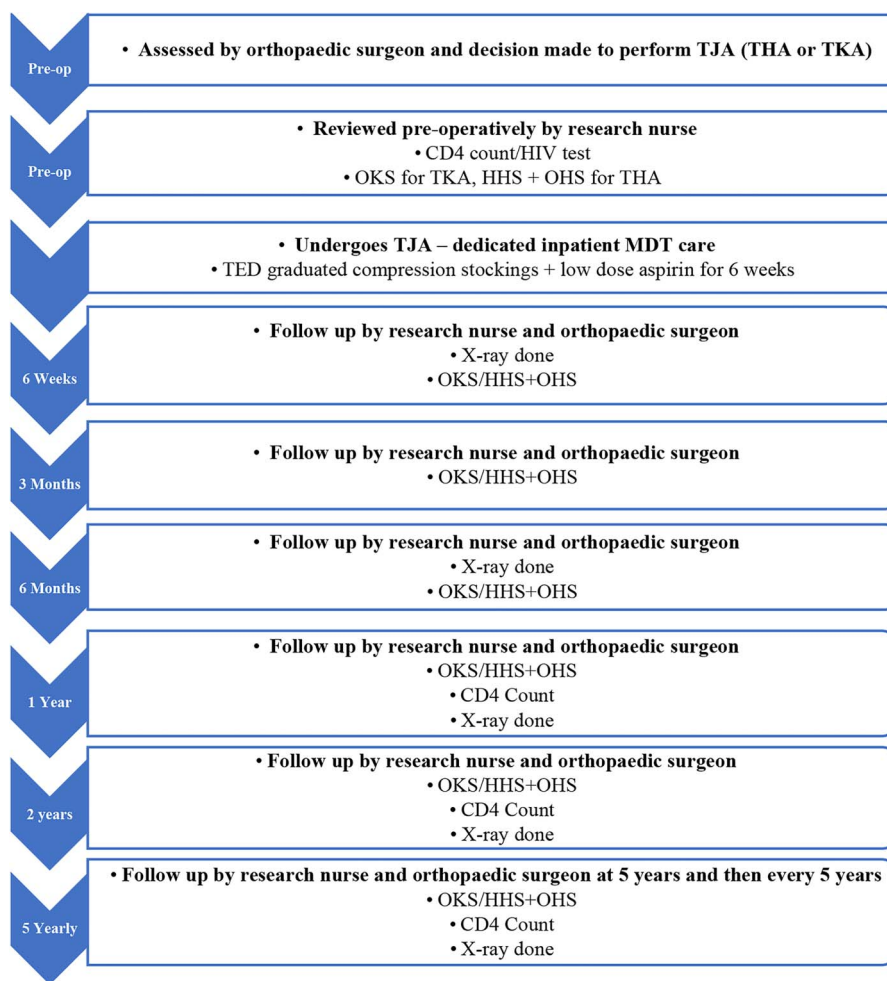 Pre-op
• Assessed by orthopaedic surgeon and decision made to perform TJA (THA or TKA)
Pre-op
• Reviewed pre-operatively by research nurse
• CD4 count/HIV test
• OKS for TKA, HHS + OHS for THA
• Undergoes TJA – dedicated inpatient MDT care
• TED graduated compression stockings + low dose aspirin for 6 weeks
6 Weeks
• Follow up by research nurse and orthopaedic surgeon
• X-ray done
• OKS/HHS+OHS
3 Months
• Follow up by research nurse and orthopaedic surgeon
• OKS/HHS+OHS
6 Months
• Follow up by research nurse and orthopaedic surgeon
• X-ray done
• OKS/HHS+OHS
1 Year
• Follow up by research nurse and orthopaedic surgeon
• OKS/HHS+OHS
• CD4 Count
• X-ray done
2 years
• Follow up by research nurse and orthopaedic surgeon
• OKS/HHS+OHS
• CD4 Count
• X-ray done
5 Yearly
• Follow up by research nurse and orthopaedic surgeon at 5 years and then every 5 years
• OKS/HHS+OHS
• CD4 Count
• X-ray done